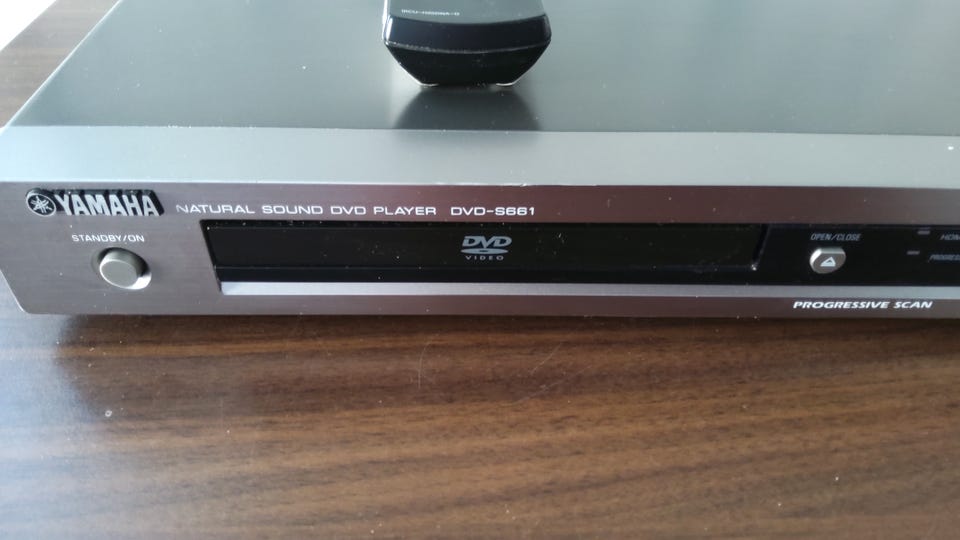 YAMAHA
NATURAL SOUND DVD PLAYER DVD-S661
STANDBY/ON
DVD
VIDEO
OPEN/CLOSE
PROGRESSIVE SCAN